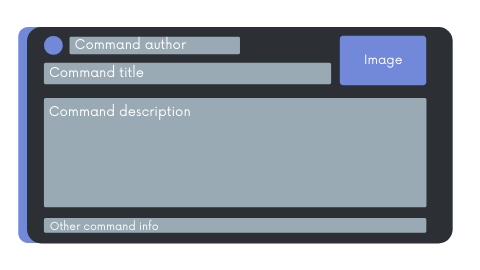 Command author
Image
Command title
Command description
Other command info